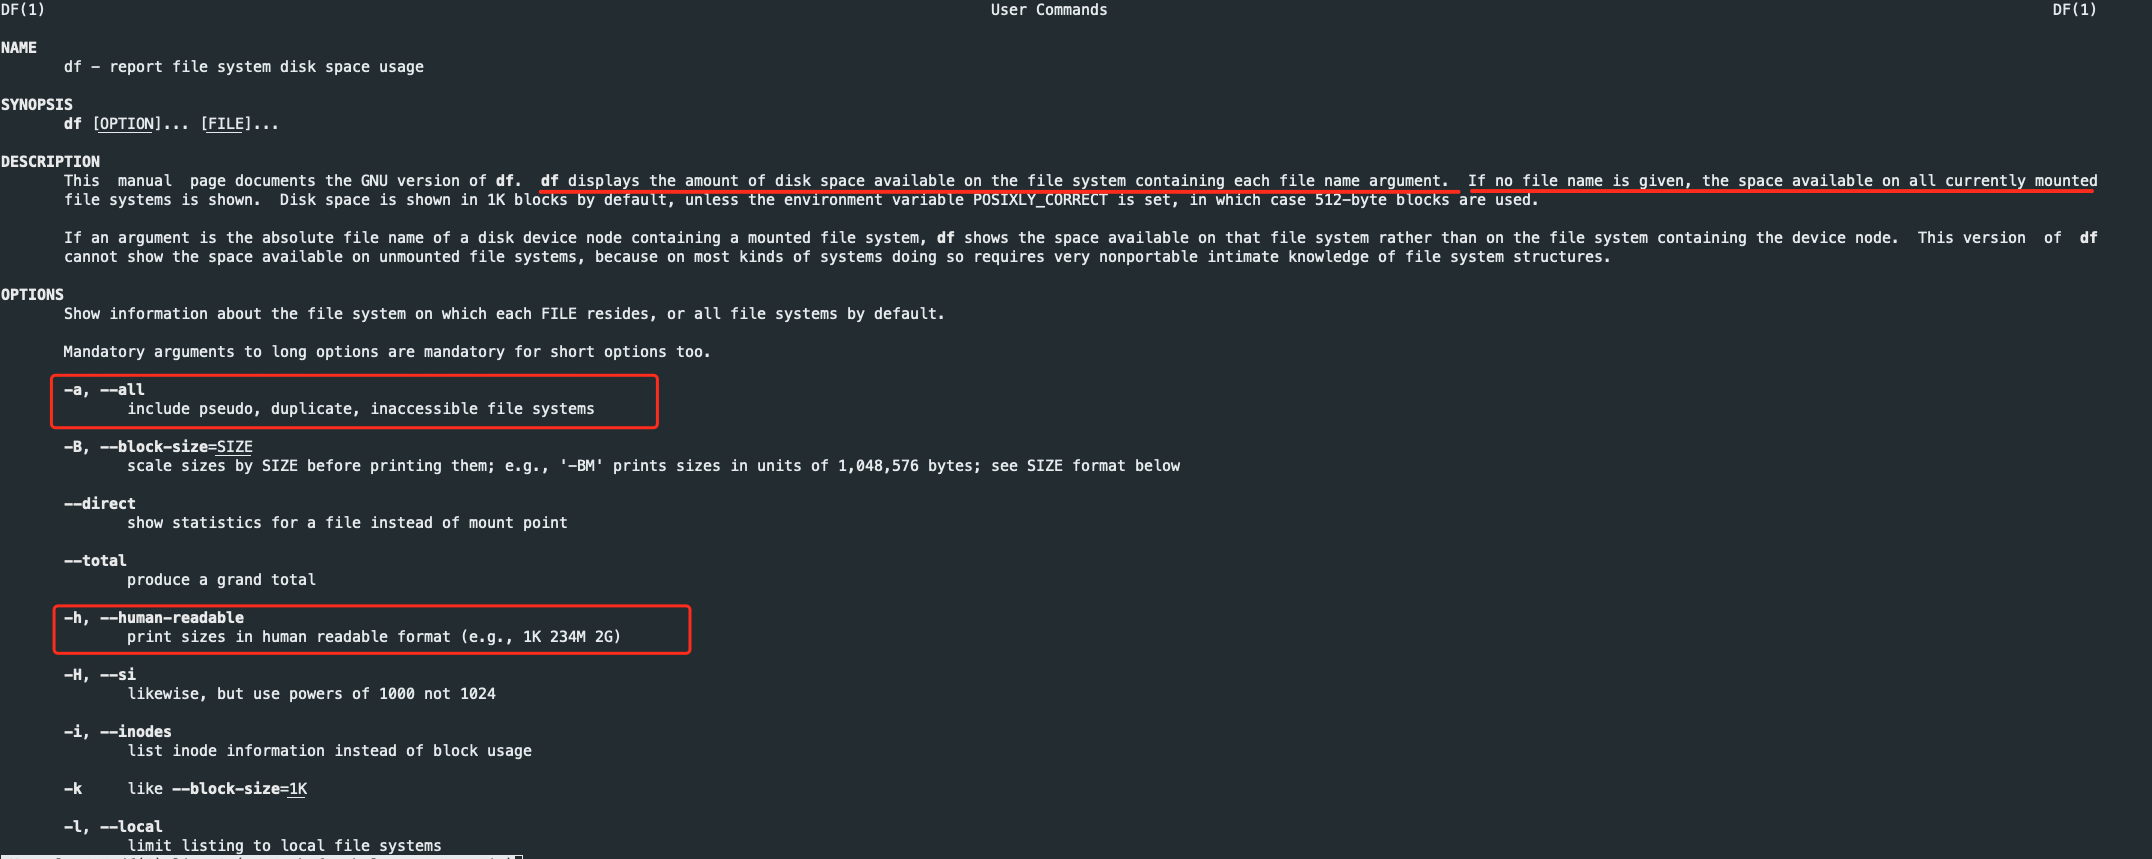 DF(1) User Commands DF(1)
NAME
df - report file system disk space usage
SYNOPSIS
df [OPTION]... [FILE]...
DESCRIPTION
This manual page documents the GNU version of df. df displays the amount of disk space available on the file system containing each file name argument. If no file name is given, the space available on all currently mounted
file systems is shown. Disk space is shown in 1K blocks by default, unless the environment variable POSIXLY_CORRECT is set, in which case 512-byte blocks are used.
If an argument is the absolute file name of a disk device node containing a mounted file system, df shows the space available on that file system rather than on the file system containing the device node. This version of df
cannot show the space available on unmounted file systems, because on most kinds of systems doing so requires very nonportable intimate knowledge of file system structures.
OPTIONS
Show information about the file system on which each FILE resides, or all file systems by default.
Mandatory arguments to long options are mandatory for short options too.
-a, --all
include pseudo, duplicate, inaccessible file systems
-B, --block-size=SIZE
scale sizes by SIZE before printing them; e.g., '-BM' prints sizes in units of 1,048,576 bytes; see SIZE format below
--direct
show statistics for a file instead of mount point
--total
produce a grand total
-h, --human-readable
print sizes in human readable format (e.g., 1K 234M 2G)
-H, --si
likewise, but use powers of 1000 not 1024
-i, --inodes
list inode information instead of block usage
-k like --block-size=1K
-l, --local
limit listing to local file systems